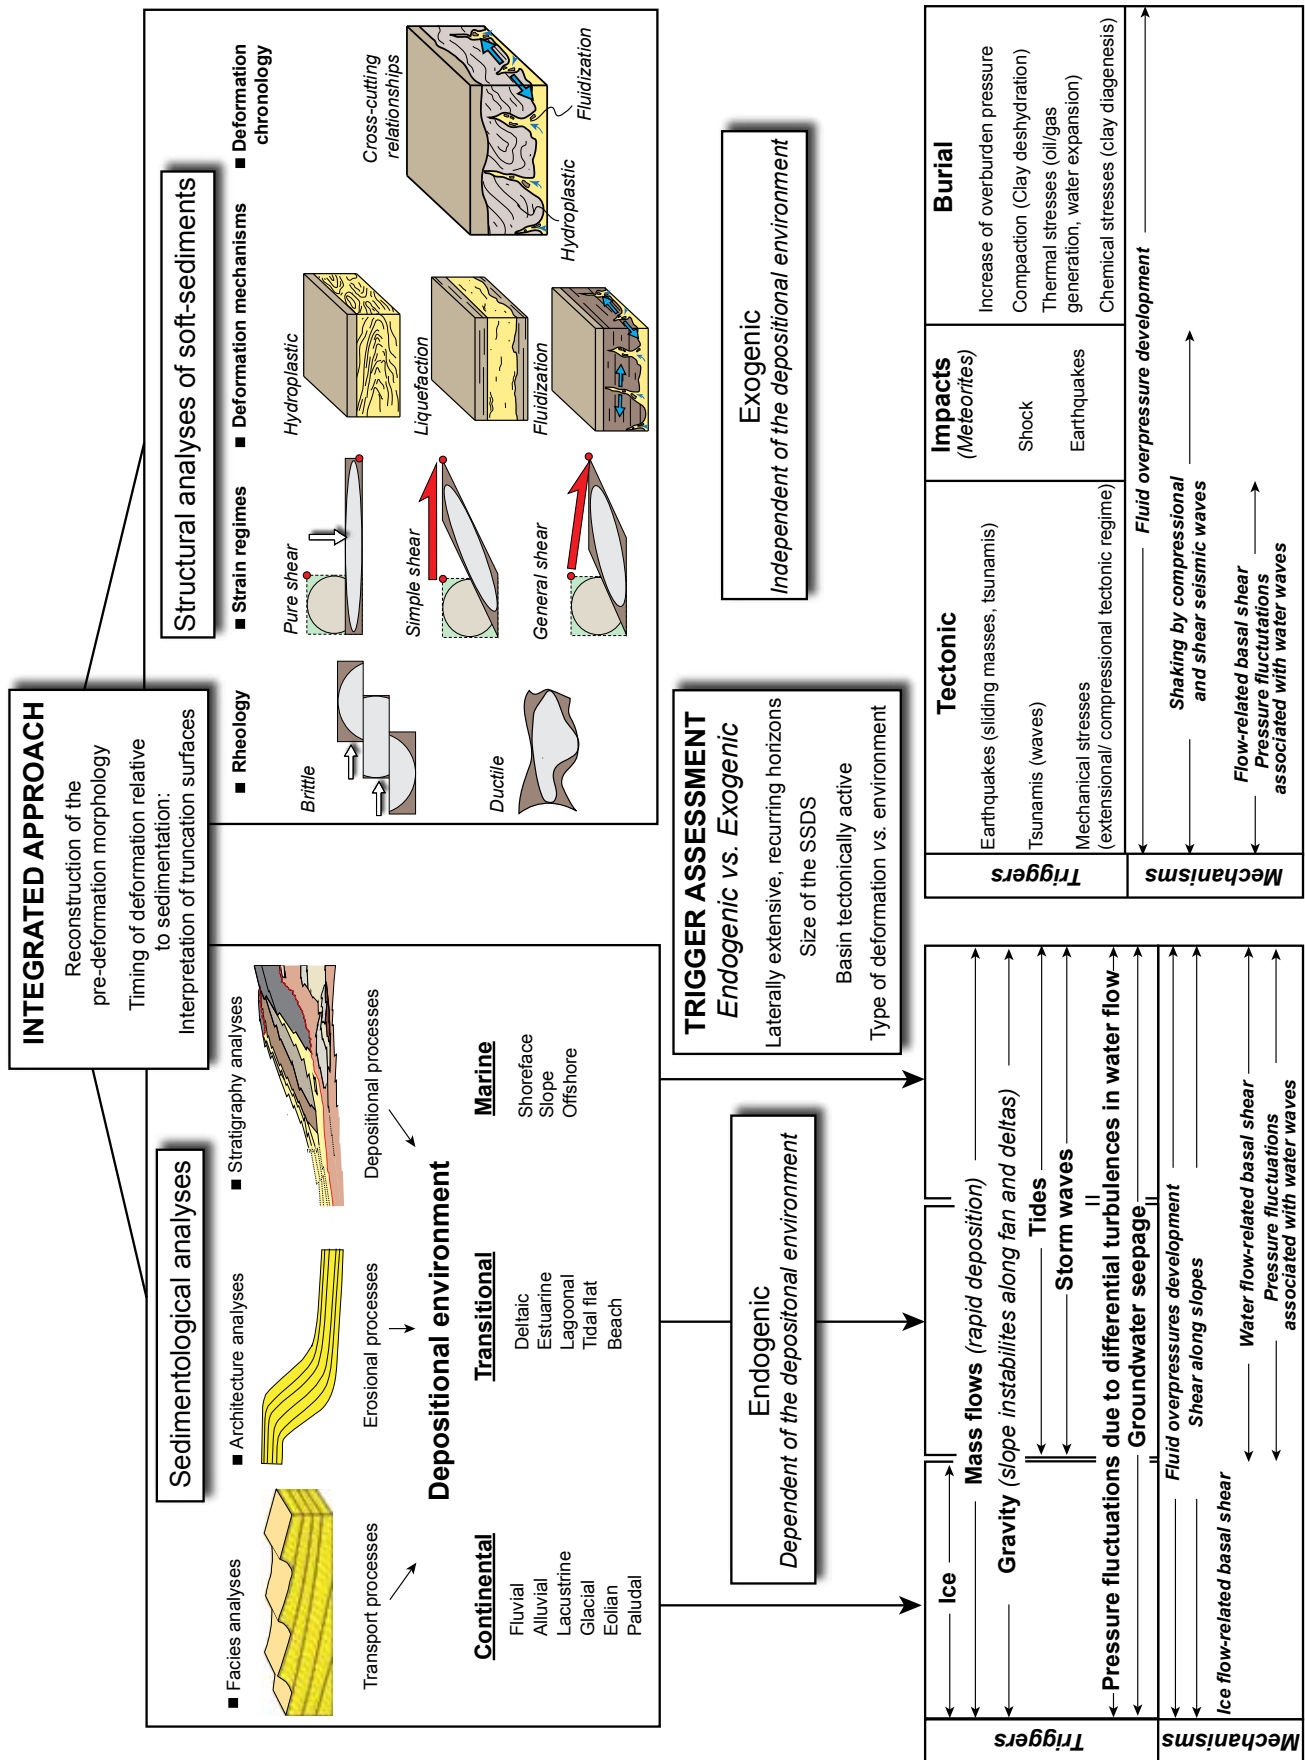 INTEGRATED APPROACH
Reconstruction of the
pre-deformation morphology
Timing of deformation relative
to sedimentation:
Interpretation of truncation surfaces
Sedimentological analyses
■ Facies analyses
■ Architecture analyses
■ Stratigraphy analyses
Transport processes
Erosional processes
Depositional processes
Depositional environment
Continental
Fluvial
Alluvial
Lacustrine
Glacial
Eolian
Paludal
Transitional
Deltaic
Estuarine
Lagoonal
Tidal flat
Beach
Marine
Shoreface
Slope
Offshore
Structural analyses of soft-sediments
■ Rheology
■ Strain regimes
■ Deformation mechanisms
■ Deformation
chronology
Brittle
Ductile
Pure shear
Simple shear
General shear
Hydroplastic
Liquefaction
Fluidization
Cross-cutting
relationships
Hydroplastic
Fluidization
TRIGGER ASSESSMENT
Endogenic vs. Exogenic
Laterally extensive, recurring horizons
Size of the SSDS
Basin tectonically active
Type of deformation vs. environment
Endogenic
Dependent of the depositonal environment
Exogenic
Independent of the depositional environment
Triggers
Ice
Mass flows (rapid deposition)
Gravity (slope instabilites along fan and deltas)
Tides
Storm waves
Pressure fluctuations due to differential turbulences in water flow
Groundwater seepage
Mechanisms
Fluid overpressures development
Shear along slopes
Ice flow-related basal shear
Water flow-related basal shear
Pressure fluctuations
associated with water waves
Triggers
Tectonic
Earthquakes (sliding masses, tsunamis)
Tsunamis (waves)
Mechanical stresses
(extensional/ compressional tectonic regime)
Impacts
(Meteorites)
Shock
Earthquakes
Burial
Increase of overburden pressure
Compaction (Clay deshydration)
Thermal stresses (oil/gas
generation, water expansion)
Chemical stresses (clay diagenesis)
Mechanisms
Fluid overpressure development
Shaking by compressional
and shear seismic waves
Flow-related basal shear
Pressure fluctutations
associated with water waves